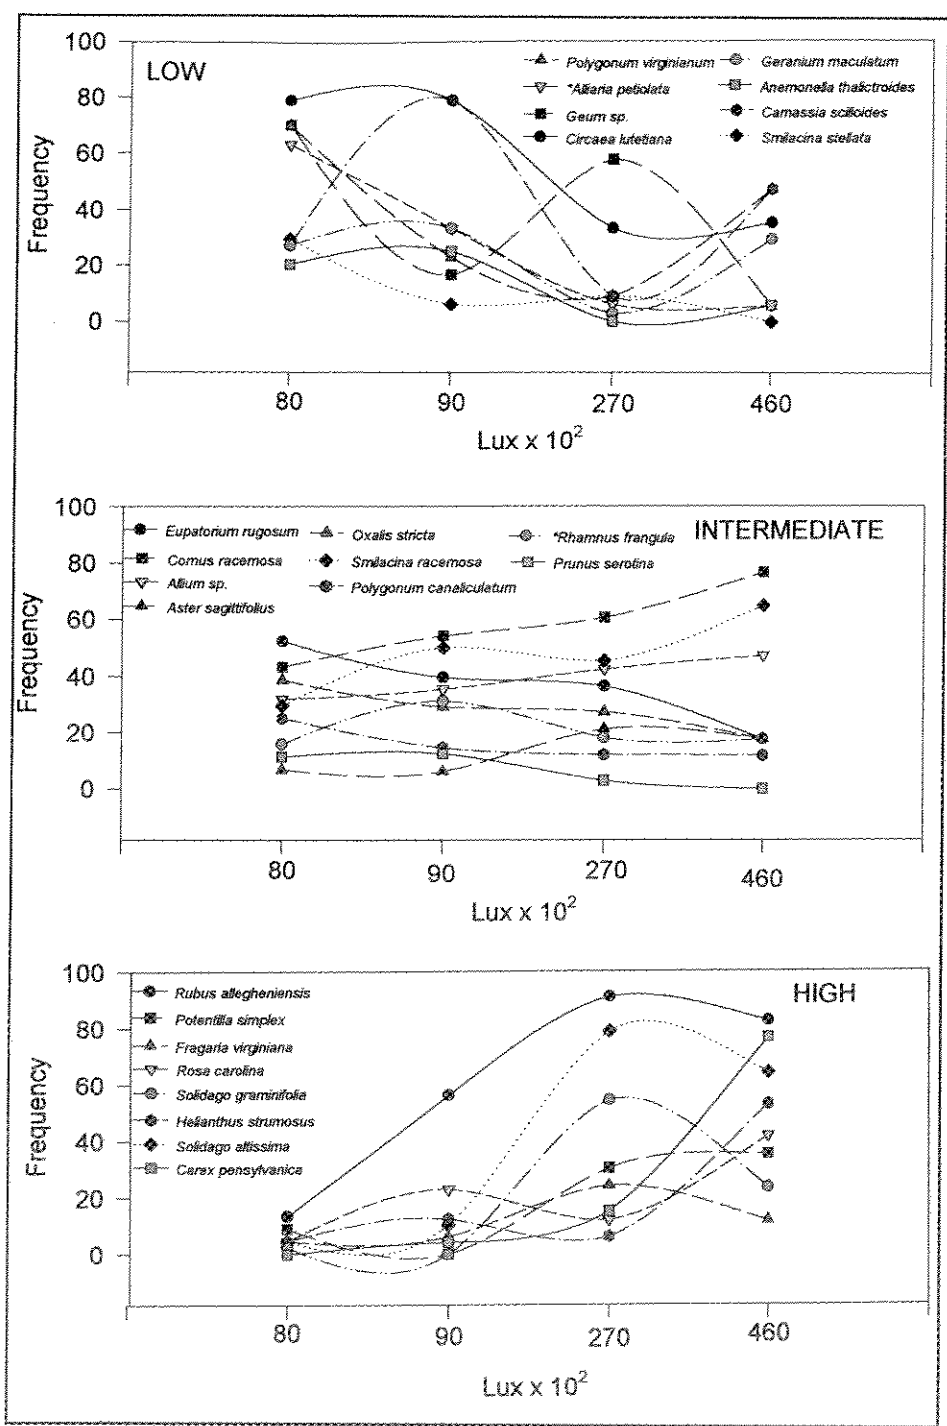 LOW
Polygonum virginianum
*Alliaria petiolata
Geum sp.
Circaea lutetiana
Geranium maculatum
Anemonella thalictroides
Camassia scilloides
Smilacina stellata
Frequency
100
80
60
40
20
0
80 90 270 460
Lux x 10²
INTERMEDIATE
Eupatorium rugosum
Cornus racemosa
Allium sp.
Aster sagittifolius
Oxalis stricta
Smilacina racemosa
Polygonum canaliculatum
*Rhamnus frangula
Prunus serotina
Frequency
100
80
60
40
20
0
80 90 270 460
Lux x 10²
HIGH
Rubus allegheniensis
Potentilla simplex
Fragaria virginiana
Rosa carolina
Solidago graminifolia
Helianthus strumosus
Solidago altissima
Carex pensylvanica
Frequency
100
80
60
40
20
0
80 90 270 460
Lux x 10²